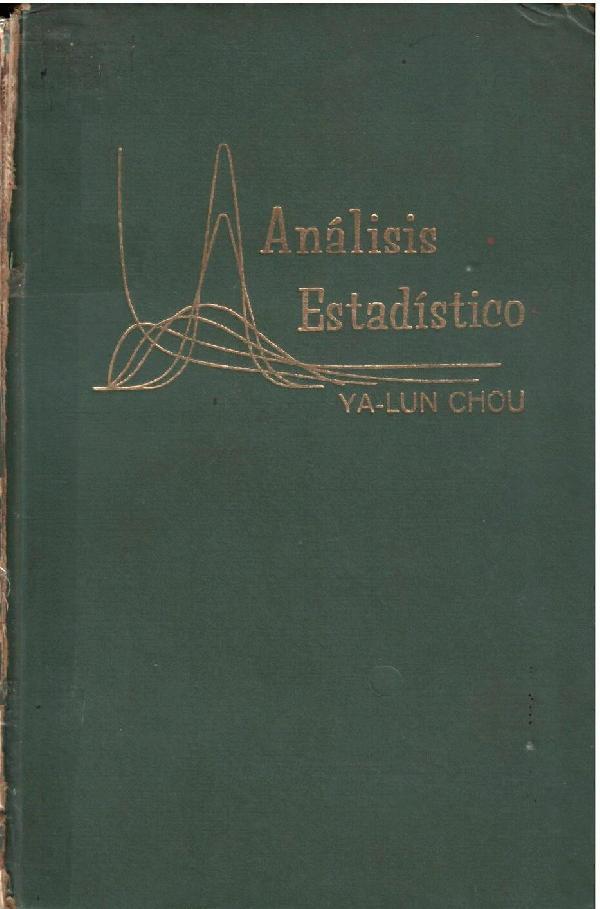 Análisis
Estadístico
YA-LUN CHOU